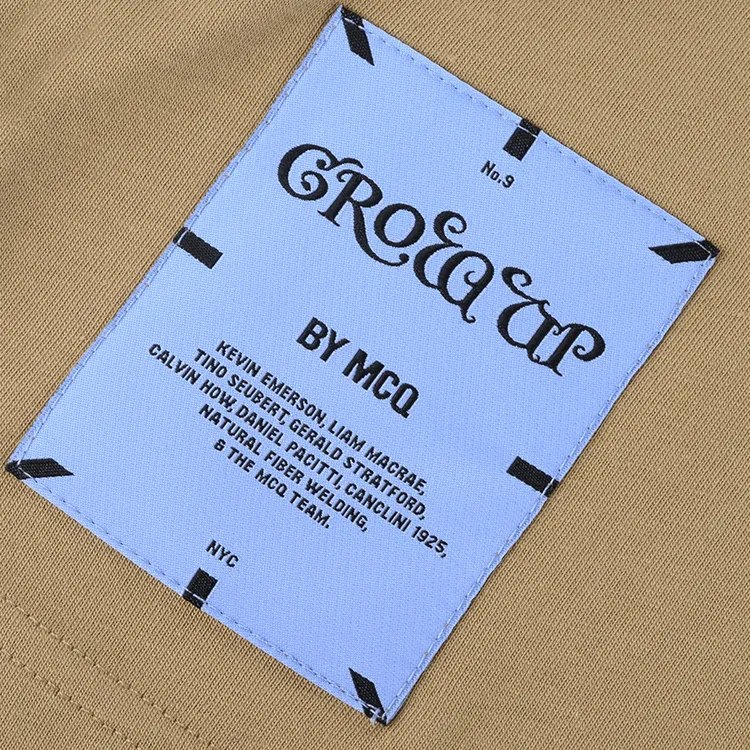 No.9
GROW UP
BY MCQ
KEVIN EMERSON, LIAM MACRAE,
TINO SEUBERT, GERALD STRATFORD,
CALVIN HOW, DANIEL PACITTI, CANCLINI 1925,
NATURAL FIBER WELDING,
& THE MCQ TEAM.
NYC